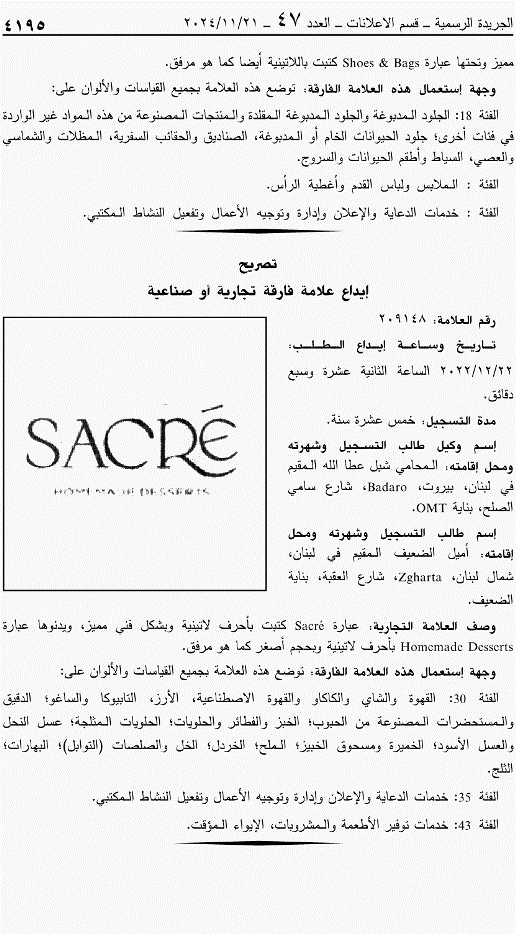 الجريدة الرسمية ــ قسم الاعلانات ــ العدد ٤٧ ــ ٢٠٢٤/١١/٢١
٤١٩٥
مميز وتحتها عبارة Shoes & Bags كتبت باللاتينية أيضا كما هو مرفق.
وجهة إستعمال هذه العلامة الفارقة: توضع هذه العلامة بجميع القياسات والألوان على:
الفئة 18: الجلود المدبوغة والجلود المدبوغة المقلدة والمنتجات المصنوعة من هذه المواد غير الواردة
في فئات أخرى؛ جلود الحيوانات الخام أو المدبوغة، الصناديق والحقائب السفرية، المظلات والشماسي
والعصي، السياط وأطقم الحيوانات والسروج.
الفئة : الملابس ولباس القدم وأغطية الرأس.
الفئة : خدمات الدعاية والإعلان وإدارة وتوجيه الأعمال وتفعيل النشاط المكتبي.
تصريح
إيداع علامة فارقة تجارية أو صناعية
رقم العلامة: ٢٠٩١٤٨
تاريخ وساعة إيداع الطلب:
٢٠٢٢/١٢/٢٢ الساعة الثانية عشرة وسبع
دقائق.
مدة التسجيل: خمس عشرة سنة.
إسم وكيل طالب التسجيل وشهرته
ومحل إقامته: المحامي شبل عطا الله المقيم
في لبنان، بيروت، Badaro، شارع سامي
الصلح، بناية OMT.
إسم طالب التسجيل وشهرته ومحل
إقامته: أميل الضعيف المقيم في لبنان،
شمال لبنان، Zgharta، شارع العقبة، بناية
الضعيف.
SACRÉ
HOMEMADE DESSERTS
وصف العلامة التجارية: عبارة Sacré كتبت بأحرف لاتينية وبشكل فني مميز، ويدنوها عبارة
Homemade Desserts بأحرف لاتينية وبحجم أصغر كما هو مرفق.
وجهة إستعمال هذه العلامة الفارقة: توضع هذه العلامة بجميع القياسات والألوان على:
الفئة 30: القهوة والشاي والكاكاو والقهوة الاصطناعية، الأرز، التابيوكا والساغو؛ الدقيق
والمستحضرات المصنوعة من الحبوب؛ الخبز والفطائر والحلويات؛ الحلويات المثلجة؛ عسل النحل
والعسل الأسود؛ الخميرة ومسحوق الخبيز؛ الملح؛ الخردل؛ الخل والصلصات (التوابل)؛ البهارات؛
الثلج.
الفئة 35: خدمات الدعاية والإعلان وإدارة وتوجيه الأعمال وتفعيل النشاط المكتبي.
الفئة 43: خدمات توفير الأطعمة والمشروبات، الإيواء المؤقت.